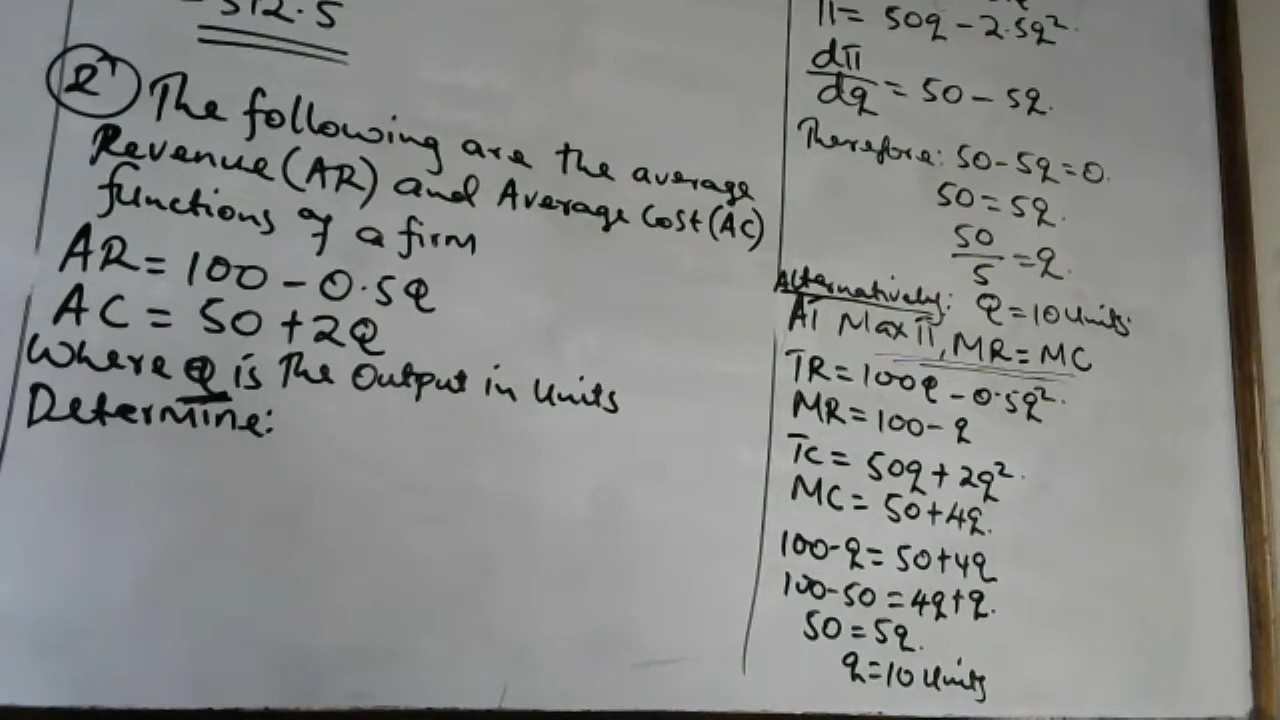 512.5
2
The following are the average
Revenue (AR) and Average Cost (AC)
functions of a firm
AR = 100 - 0.5Q
AC = 50 + 2Q
Where Q is The Output in Units
Determine:
π = 50q - 2.5q²
dπ/dq = 50 - 5q.
Therefore: 50 - 5q = 0.
50 = 5q.
50/5 = q.
Alternatively: Q = 10 Units.
AT Max π, MR = MC
TR = 100q - 0.5q².
MR = 100 - q
TC = 50q + 2q².
MC = 50 + 4q.
100 - q = 50 + 4q
100 - 50 = 4q + q.
50 = 5q.
q = 10 Units